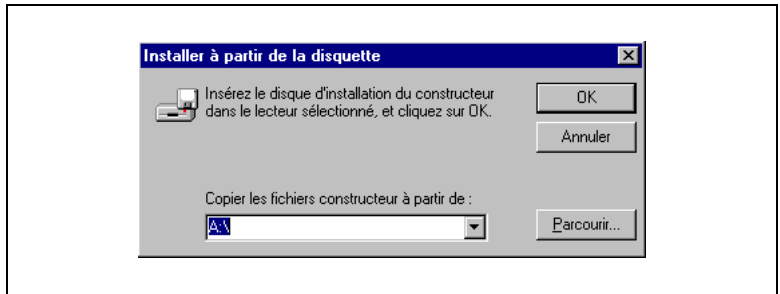 Installer à partir de la disquette
Insérez le disque d'installation du constructeur
dans le lecteur sélectionné, et cliquez sur OK.
OK
Annuler
Copier les fichiers constructeur à partir de :
A:\
Parcourir...